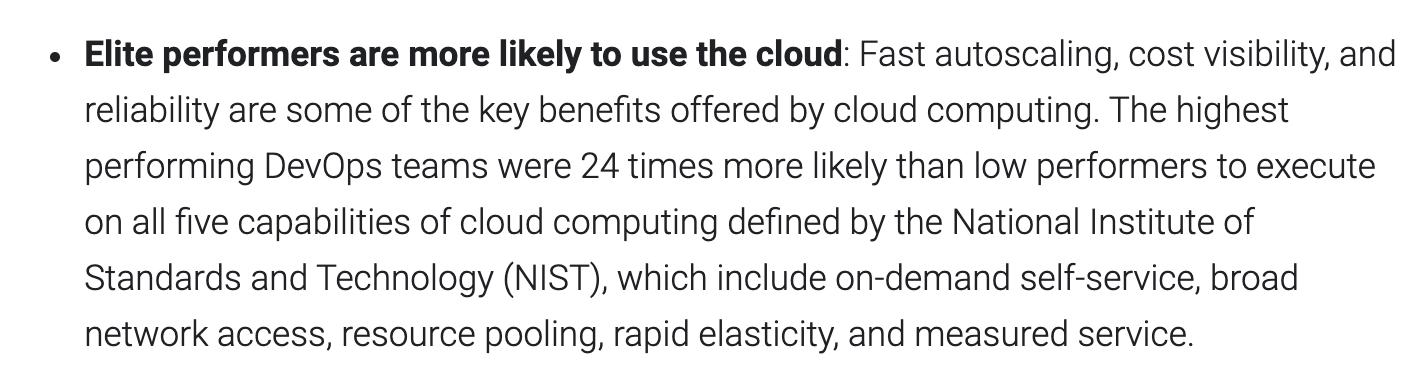 • Elite performers are more likely to use the cloud: Fast autoscaling, cost visibility, and
reliability are some of the key benefits offered by cloud computing. The highest
performing DevOps teams were 24 times more likely than low performers to execute
on all five capabilities of cloud computing defined by the National Institute of
Standards and Technology (NIST), which include on-demand self-service, broad
network access, resource pooling, rapid elasticity, and measured service.